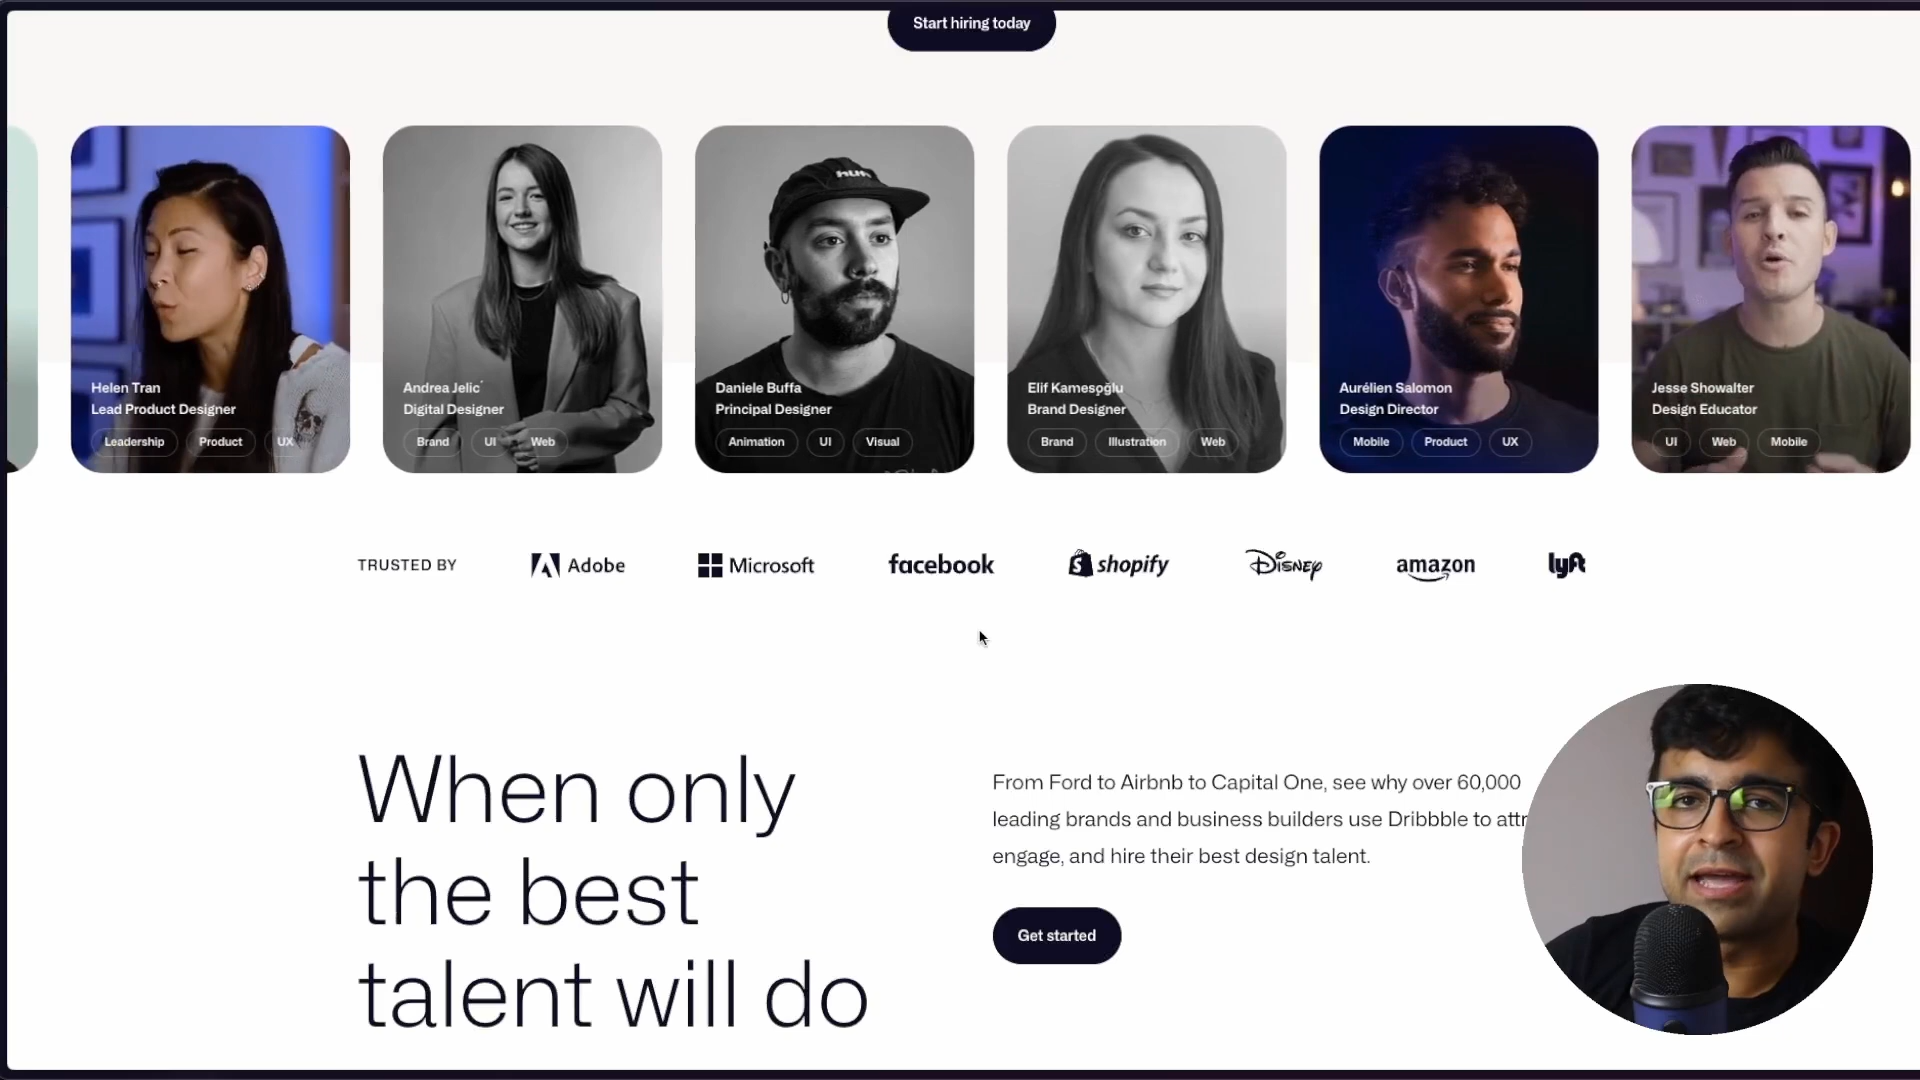 Start hiring today
Helen Tran
Lead Product Designer
Leadership Product UX
Andrea Jelic´
Digital Designer
Brand UI Web
Daniele Buffa
Principal Designer
Animation UI Visual
Elif Kameşoğlu
Brand Designer
Brand Illustration Web
Aurélien Salomon
Design Director
Mobile Product UX
Jesse Showalter
Design Educator
UI Web Mobile
TRUSTED BY Adobe Microsoft facebook shopify Disney amazon lyft
When only
the best
talent will do
From Ford to Airbnb to Capital One, see why over 60,000
leading brands and business builders use Dribbble to attr
engage, and hire their best design talent.
Get started